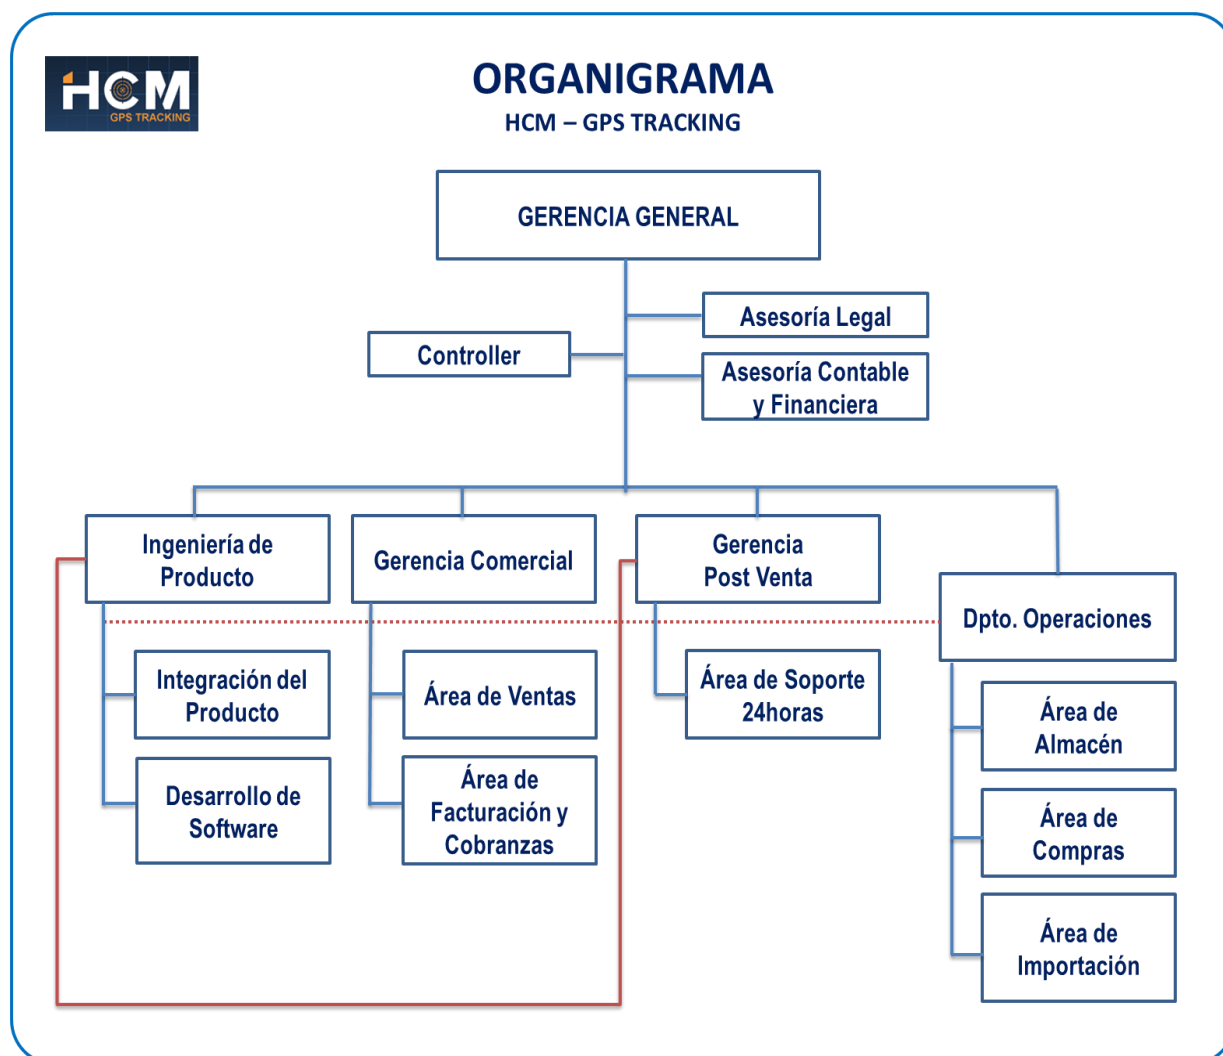 HCM
GPS TRACKING
ORGANIGRAMA
HCM – GPS TRACKING
GERENCIA GENERAL
Asesoría Legal
Controller
Asesoría Contable
y Financiera
Ingeniería de
Producto
Gerencia Comercial
Gerencia
Post Venta
Dpto. Operaciones
Integración del
Producto
Área de Ventas
Área de Soporte
24horas
Área de
Almacén
Desarrollo de
Software
Área de
Facturación y
Cobranzas
Área de
Compras
Área de
Importación